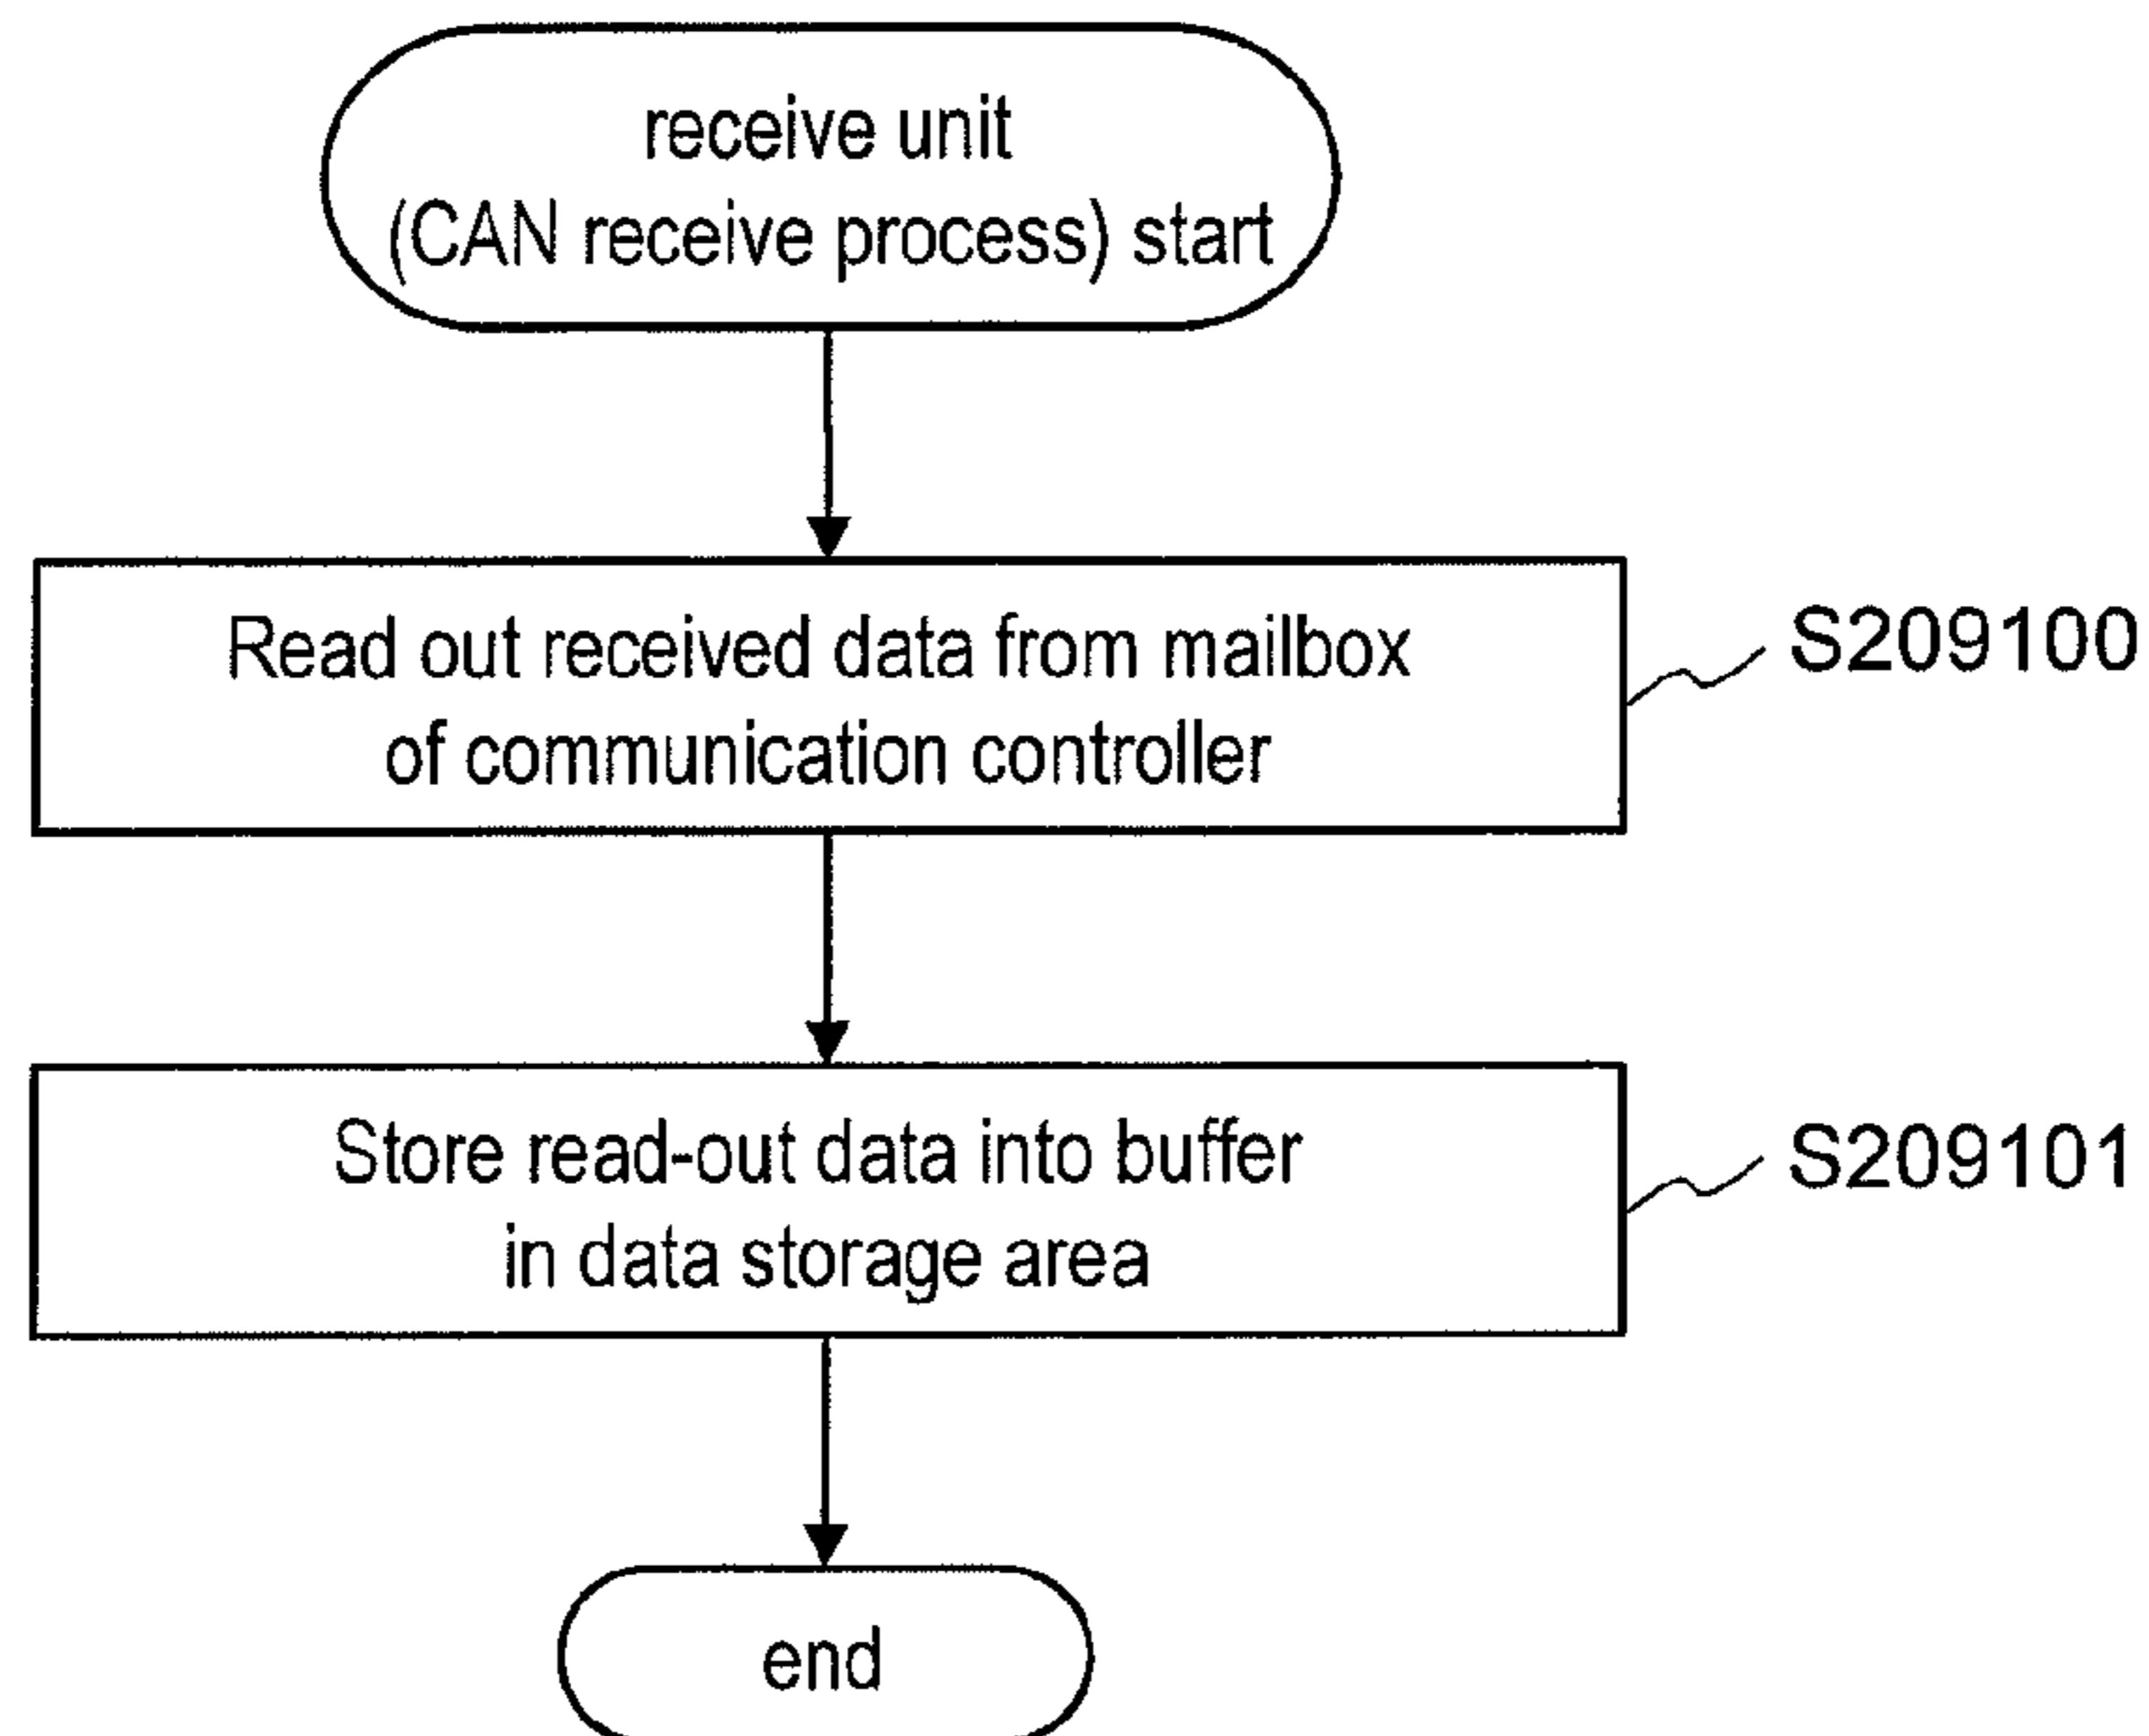 receive unit
(CAN receive process) start
Read out received data from mailbox
of communication controller
S209100
Store read-out data into buffer
in data storage area
S209101
end